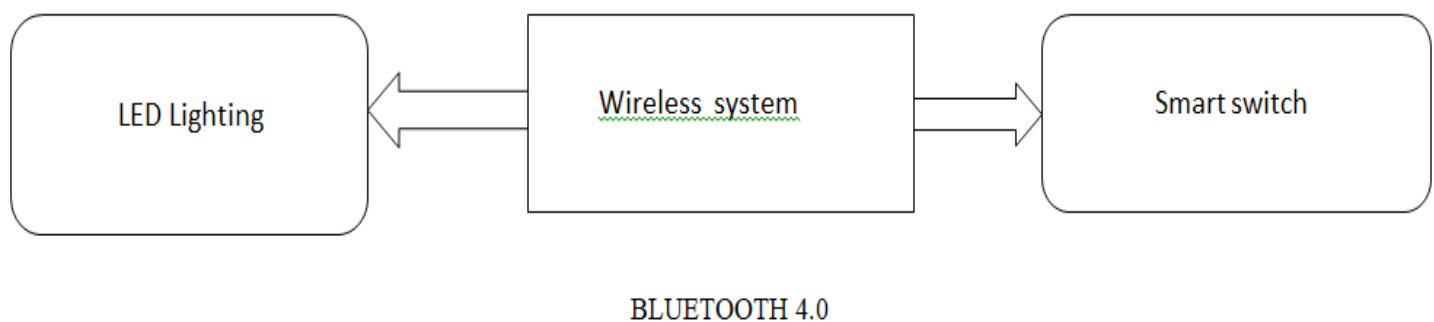 LED Lighting
Wireless system
Smart switch
BLUETOOTH 4.0